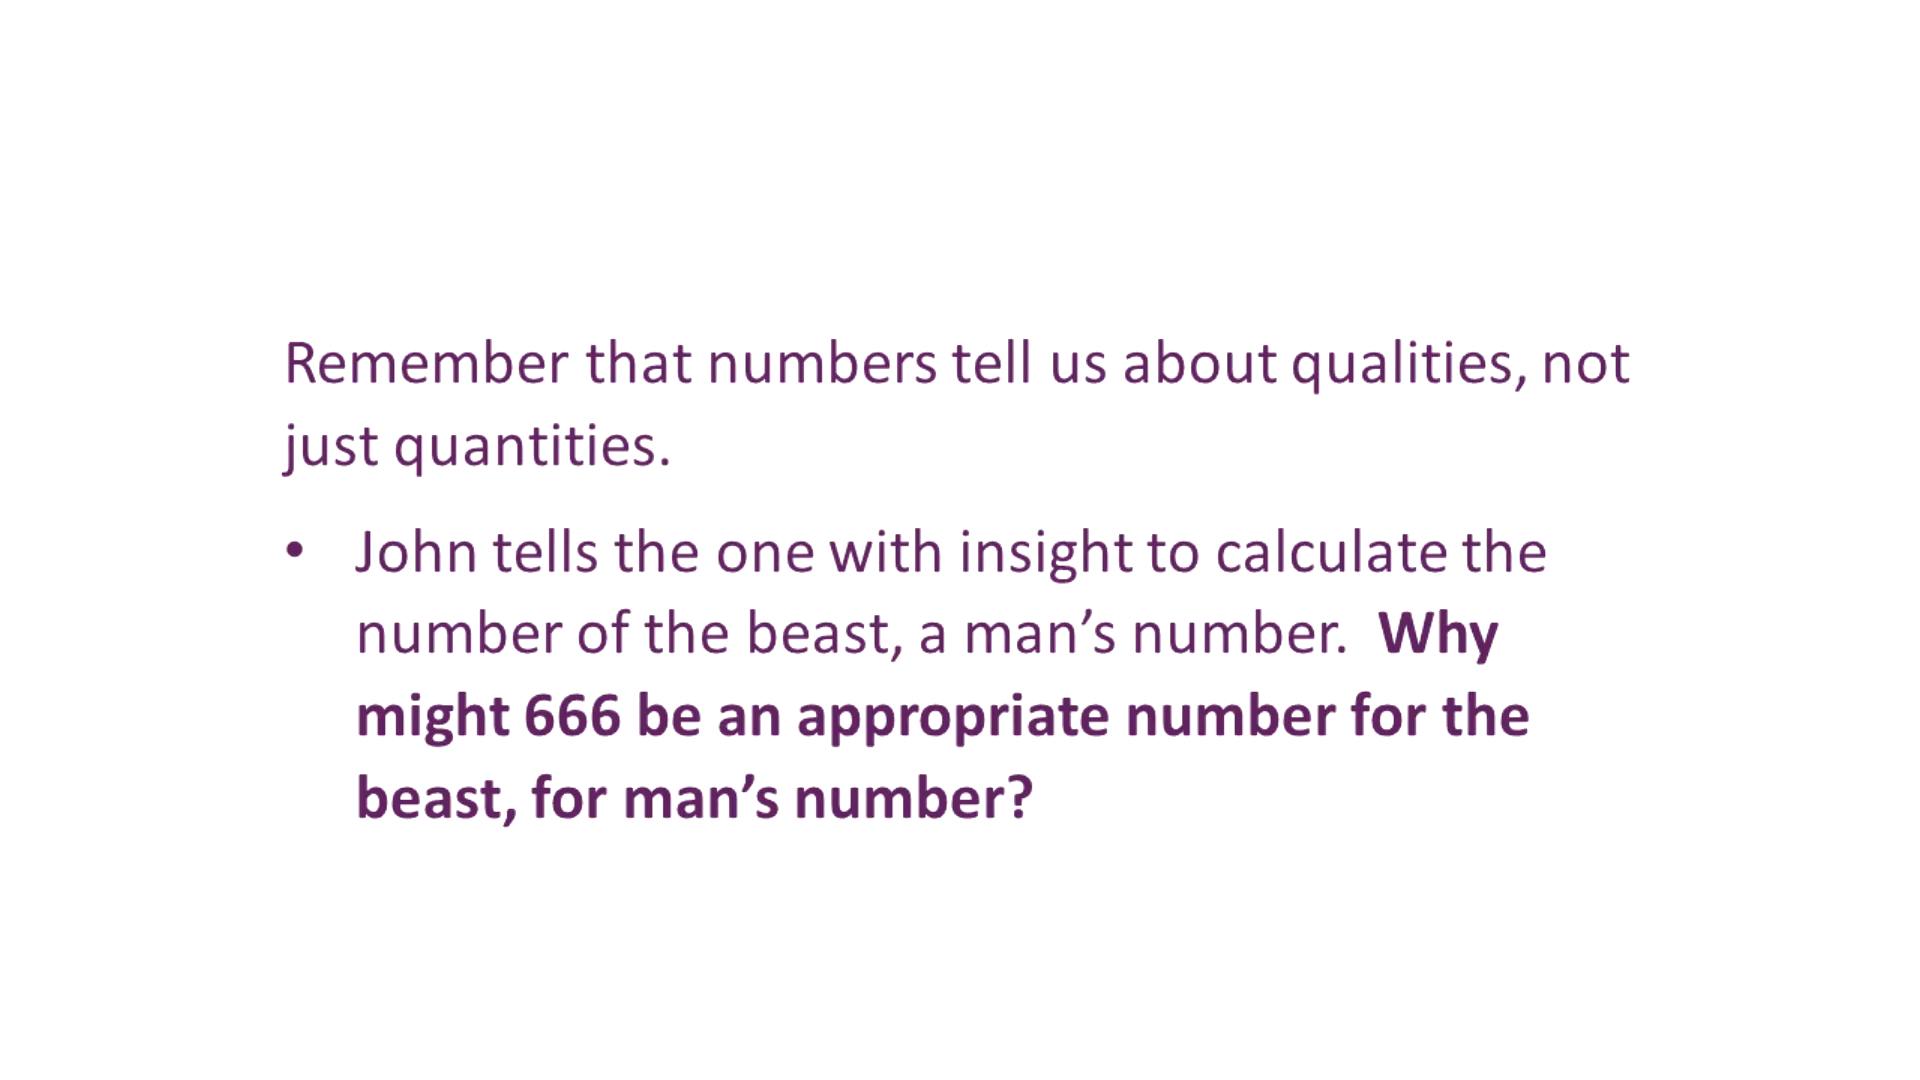 Remember that numbers tell us about qualities, not
just quantities.
• John tells the one with insight to calculate the
number of the beast, a man’s number.  Why
might 666 be an appropriate number for the
beast, for man’s number?